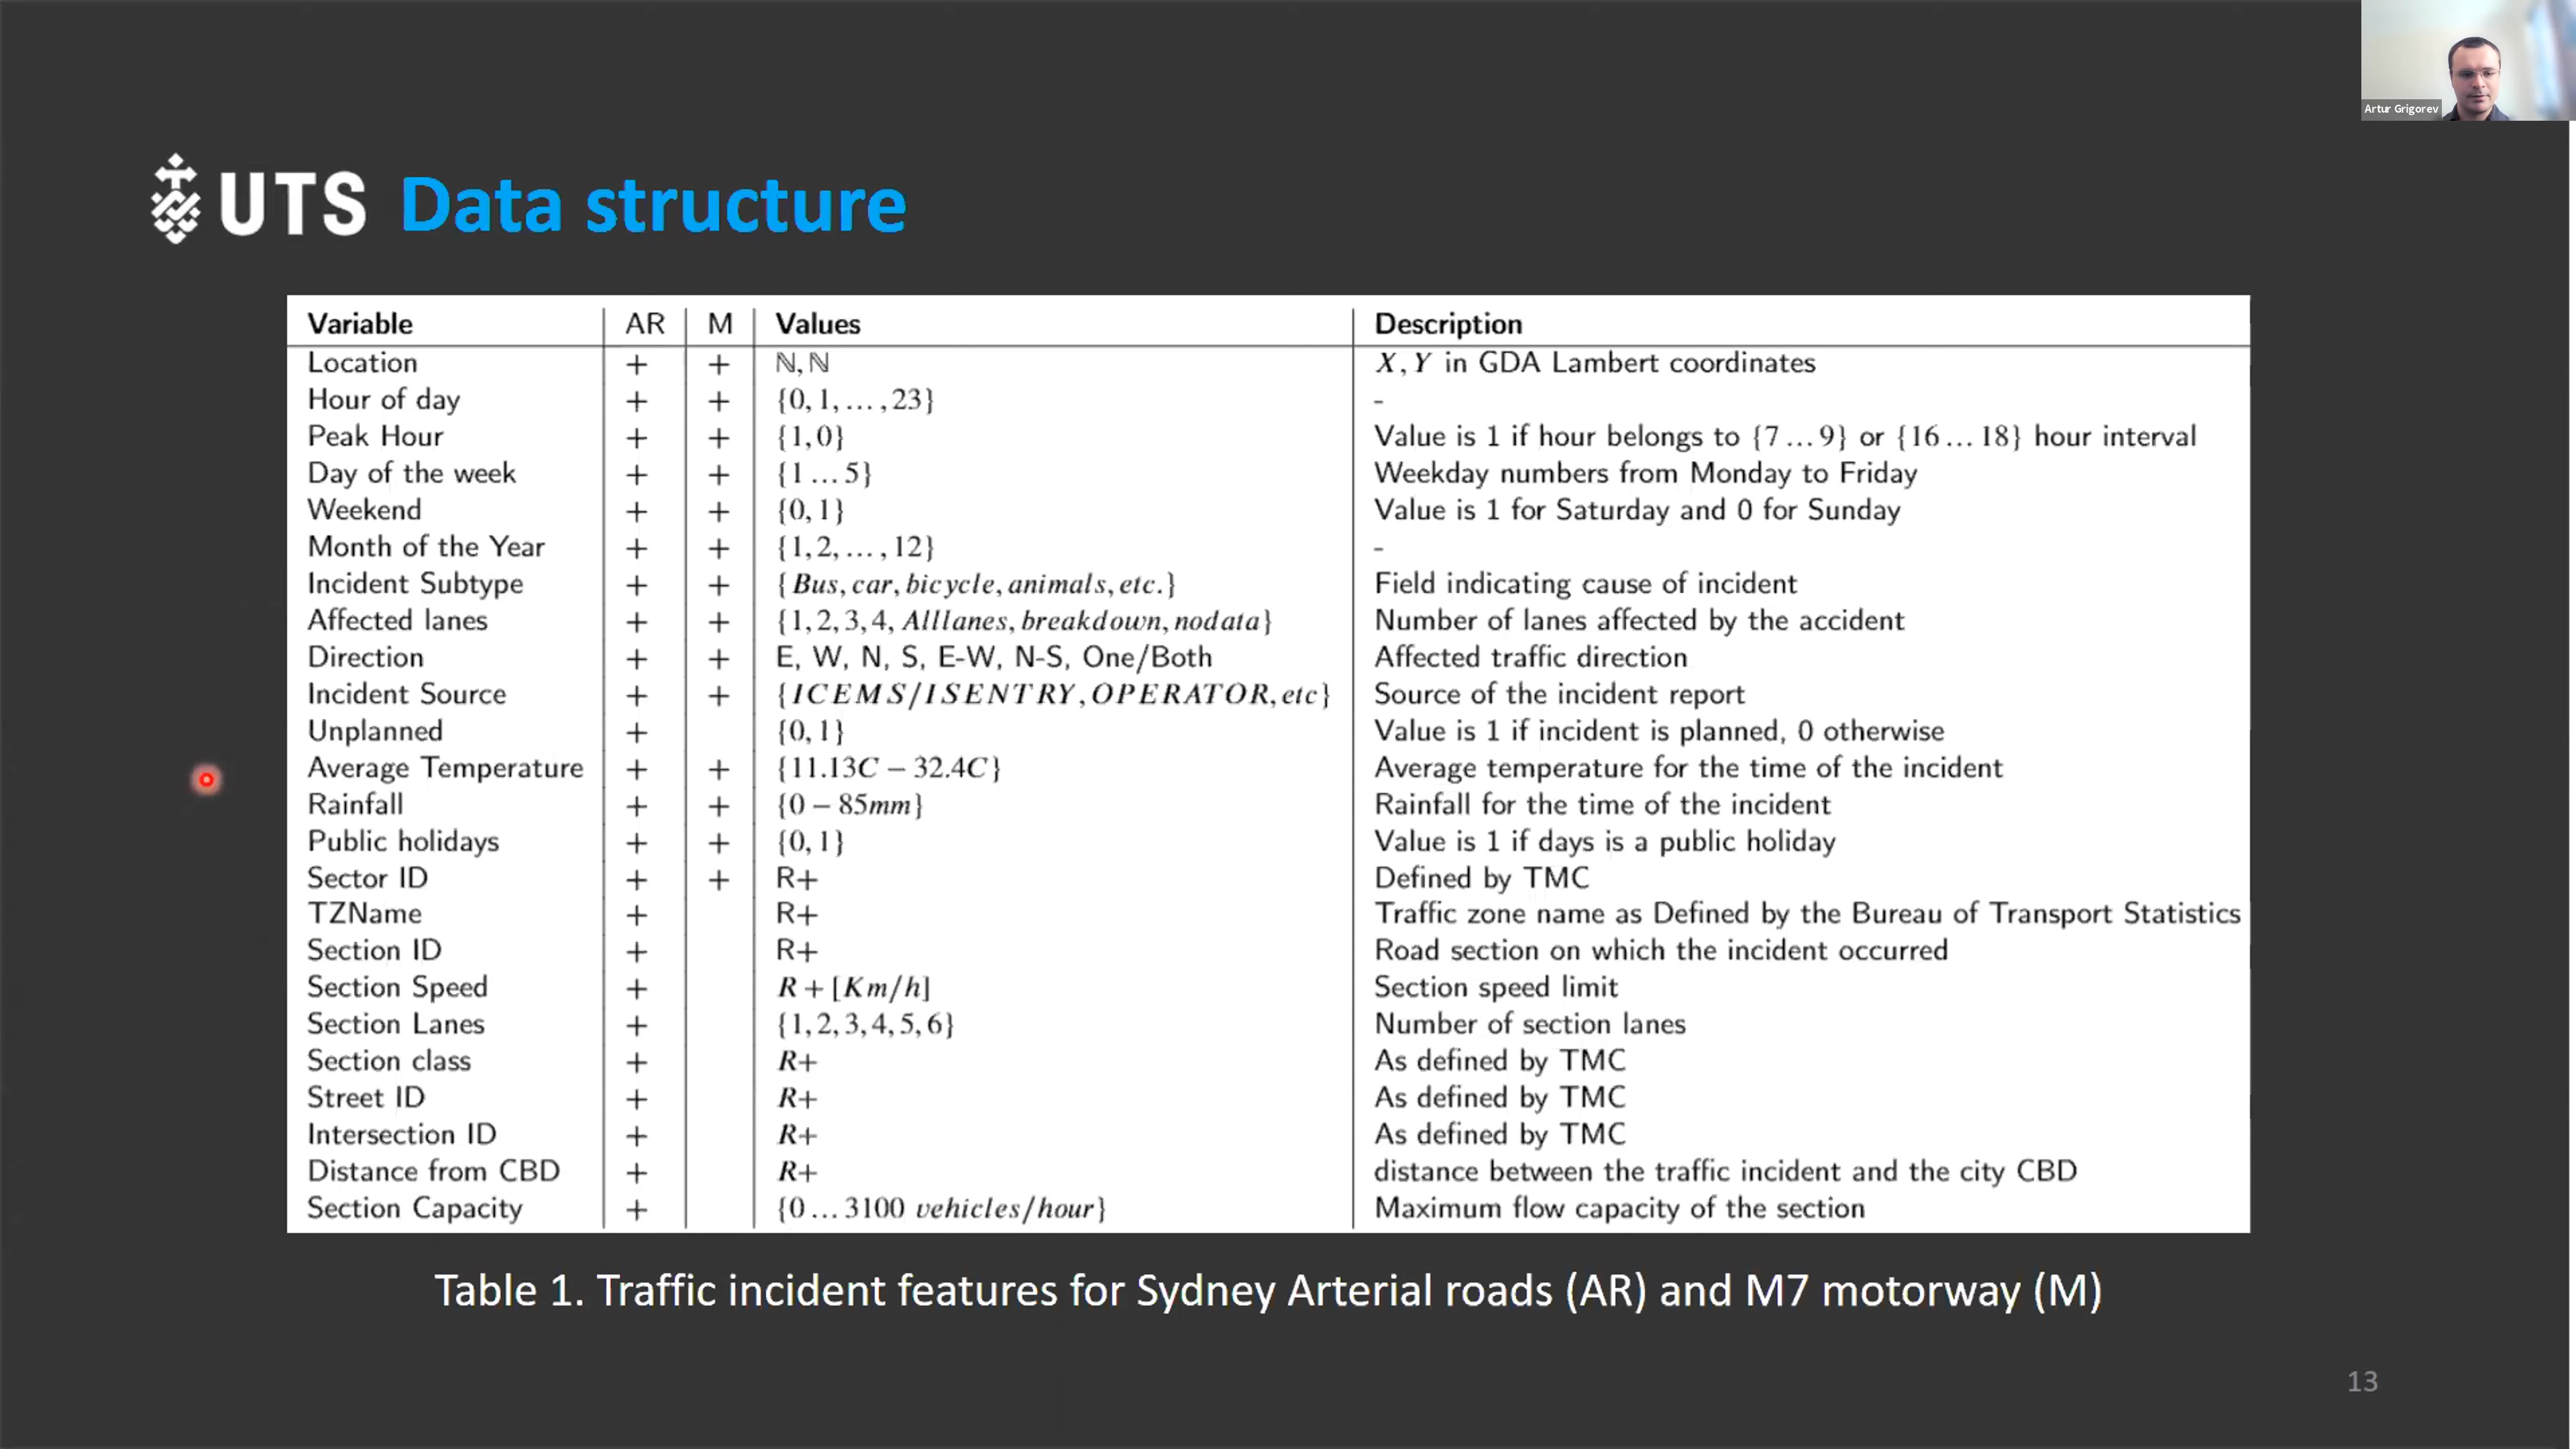 Artur Grigorev
UTS Data structure
Variable AR M Values Description
Location + + ℕ, ℕ X, Y in GDA Lambert coordinates
Hour of day + + {0, 1, … , 23} -
Peak Hour + + {1, 0} Value is 1 if hour belongs to {7 … 9} or {16 … 18} hour interval
Day of the week + + {1 … 5} Weekday numbers from Monday to Friday
Weekend + + {0, 1} Value is 1 for Saturday and 0 for Sunday
Month of the Year + + {1, 2, … , 12} -
Incident Subtype + + {Bus, car, bicycle, animals, etc.} Field indicating cause of incident
Affected lanes + + {1, 2, 3, 4, Alllanes, breakdown, nodata} Number of lanes affected by the accident
Direction + + E, W, N, S, E-W, N-S, One/Both Affected traffic direction
Incident Source + + {ICEMS/ISENTRY, OPERATOR, etc} Source of the incident report
Unplanned + {0, 1} Value is 1 if incident is planned, 0 otherwise
Average Temperature + + {11.13C – 32.4C} Average temperature for the time of the incident
Rainfall + + {0 – 85mm} Rainfall for the time of the incident
Public holidays + + {0, 1} Value is 1 if days is a public holiday
Sector ID + + R+ Defined by TMC
TZName + R+ Traffic zone name as Defined by the Bureau of Transport Statistics
Section ID + R+ Road section on which the incident occurred
Section Speed + R + [Km/h] Section speed limit
Section Lanes + {1, 2, 3, 4, 5, 6} Number of section lanes
Section class + R+ As defined by TMC
Street ID + R+ As defined by TMC
Intersection ID + R+ As defined by TMC
Distance from CBD + R+ distance between the traffic incident and the city CBD
Section Capacity + {0 … 3100 vehicles/hour} Maximum flow capacity of the section
Table 1. Traffic incident features for Sydney Arterial roads (AR) and M7 motorway (M)
13